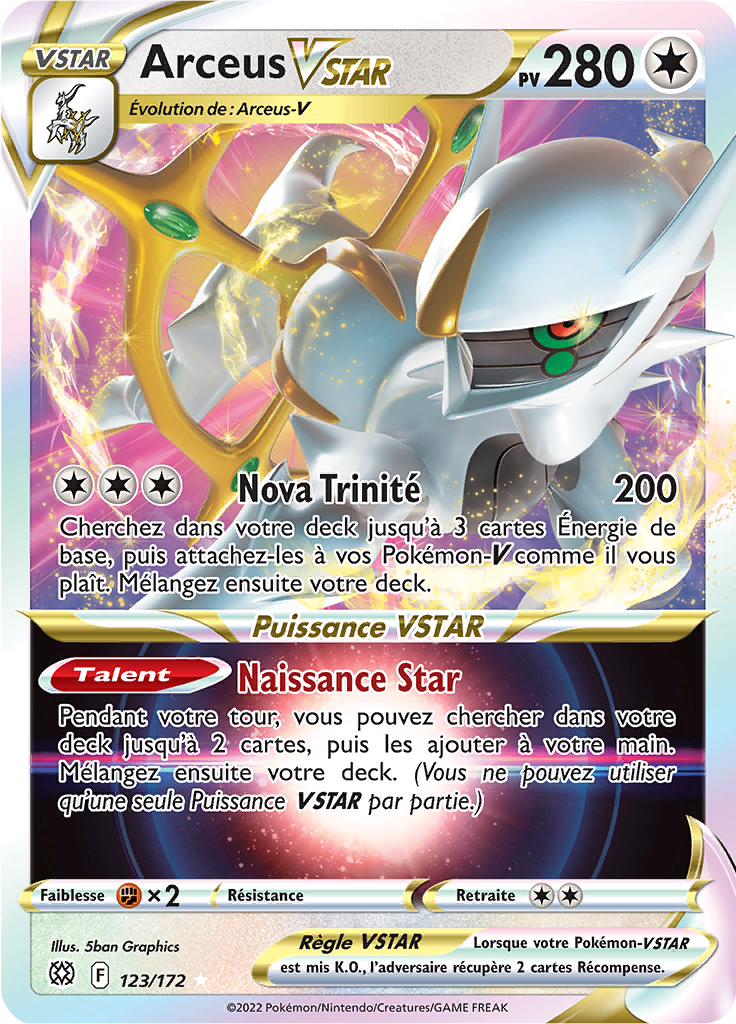 VSTAR
Arceus VSTAR
PV 280
Évolution de : Arceus-V
Nova Trinité 200
Cherchez dans votre deck jusqu'à 3 cartes Énergie de
base, puis attachez-les à vos Pokémon-V comme il vous
plaît. Mélangez ensuite votre deck.
Puissance VSTAR
Talent Naissance Star
Pendant votre tour, vous pouvez chercher dans votre
deck jusqu'à 2 cartes, puis les ajouter à votre main.
Mélangez ensuite votre deck. (Vous ne pouvez utiliser
qu'une seule Puissance VSTAR par partie.)
Faiblesse ×2 Résistance Retraite
Illus. 5ban Graphics
F 123/172
Règle VSTAR Lorsque votre Pokémon-VSTAR
est mis K.O., l'adversaire récupère 2 cartes Récompense.
©2022 Pokémon/Nintendo/Creatures/GAME FREAK